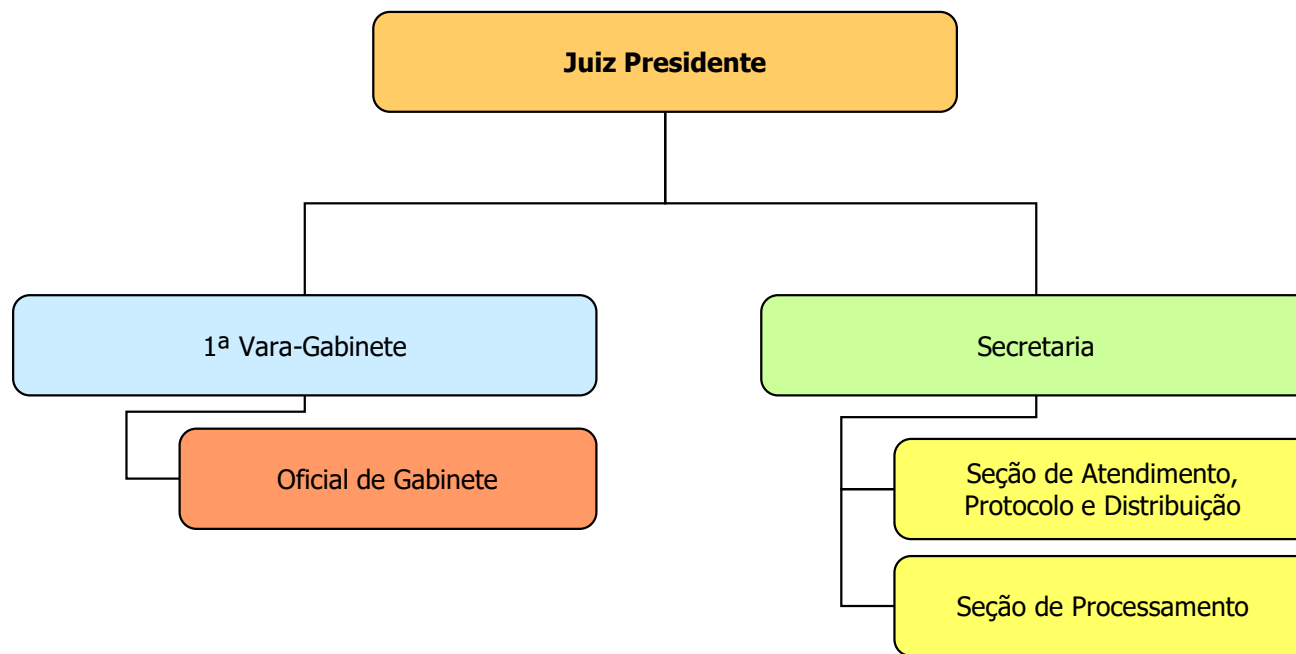 Juiz Presidente
1ª Vara-Gabinete
Secretaria
Oficial de Gabinete
Seção de Atendimento,
Protocolo e Distribuição
Seção de Processamento